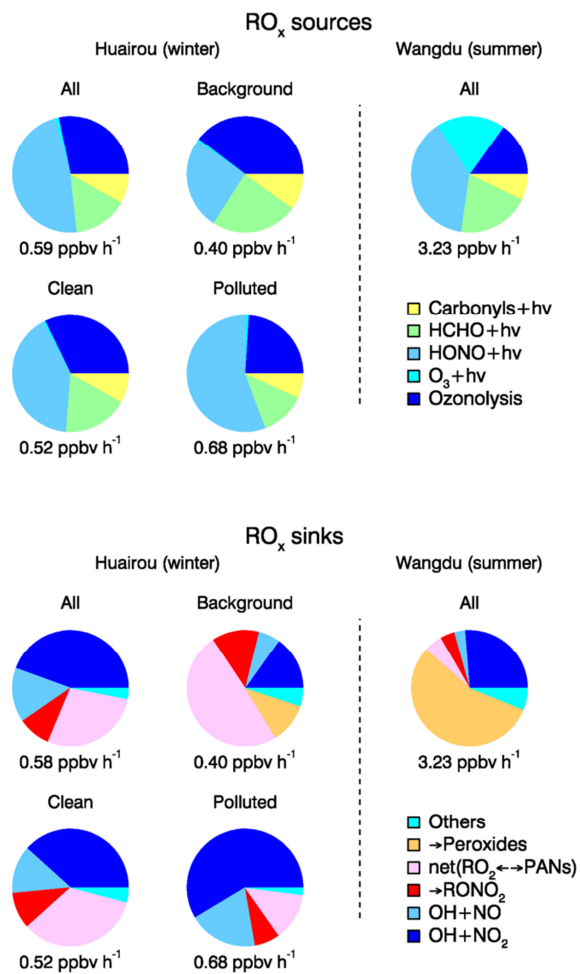 ROₓ sources
Huairou (winter) Wangdu (summer)
All Background All
0.59 ppbv h⁻¹ 0.40 ppbv h⁻¹ 3.23 ppbv h⁻¹
Clean Polluted
0.52 ppbv h⁻¹ 0.68 ppbv h⁻¹
Carbonyls+hv
HCHO+hv
HONO+hv
O₃+hv
Ozonolysis
ROₓ sinks
Huairou (winter) Wangdu (summer)
All Background All
0.58 ppbv h⁻¹ 0.40 ppbv h⁻¹ 3.23 ppbv h⁻¹
Clean Polluted
0.52 ppbv h⁻¹ 0.68 ppbv h⁻¹
Others
→Peroxides
net(RO₂←→PANs)
→RONO₂
OH+NO
OH+NO₂